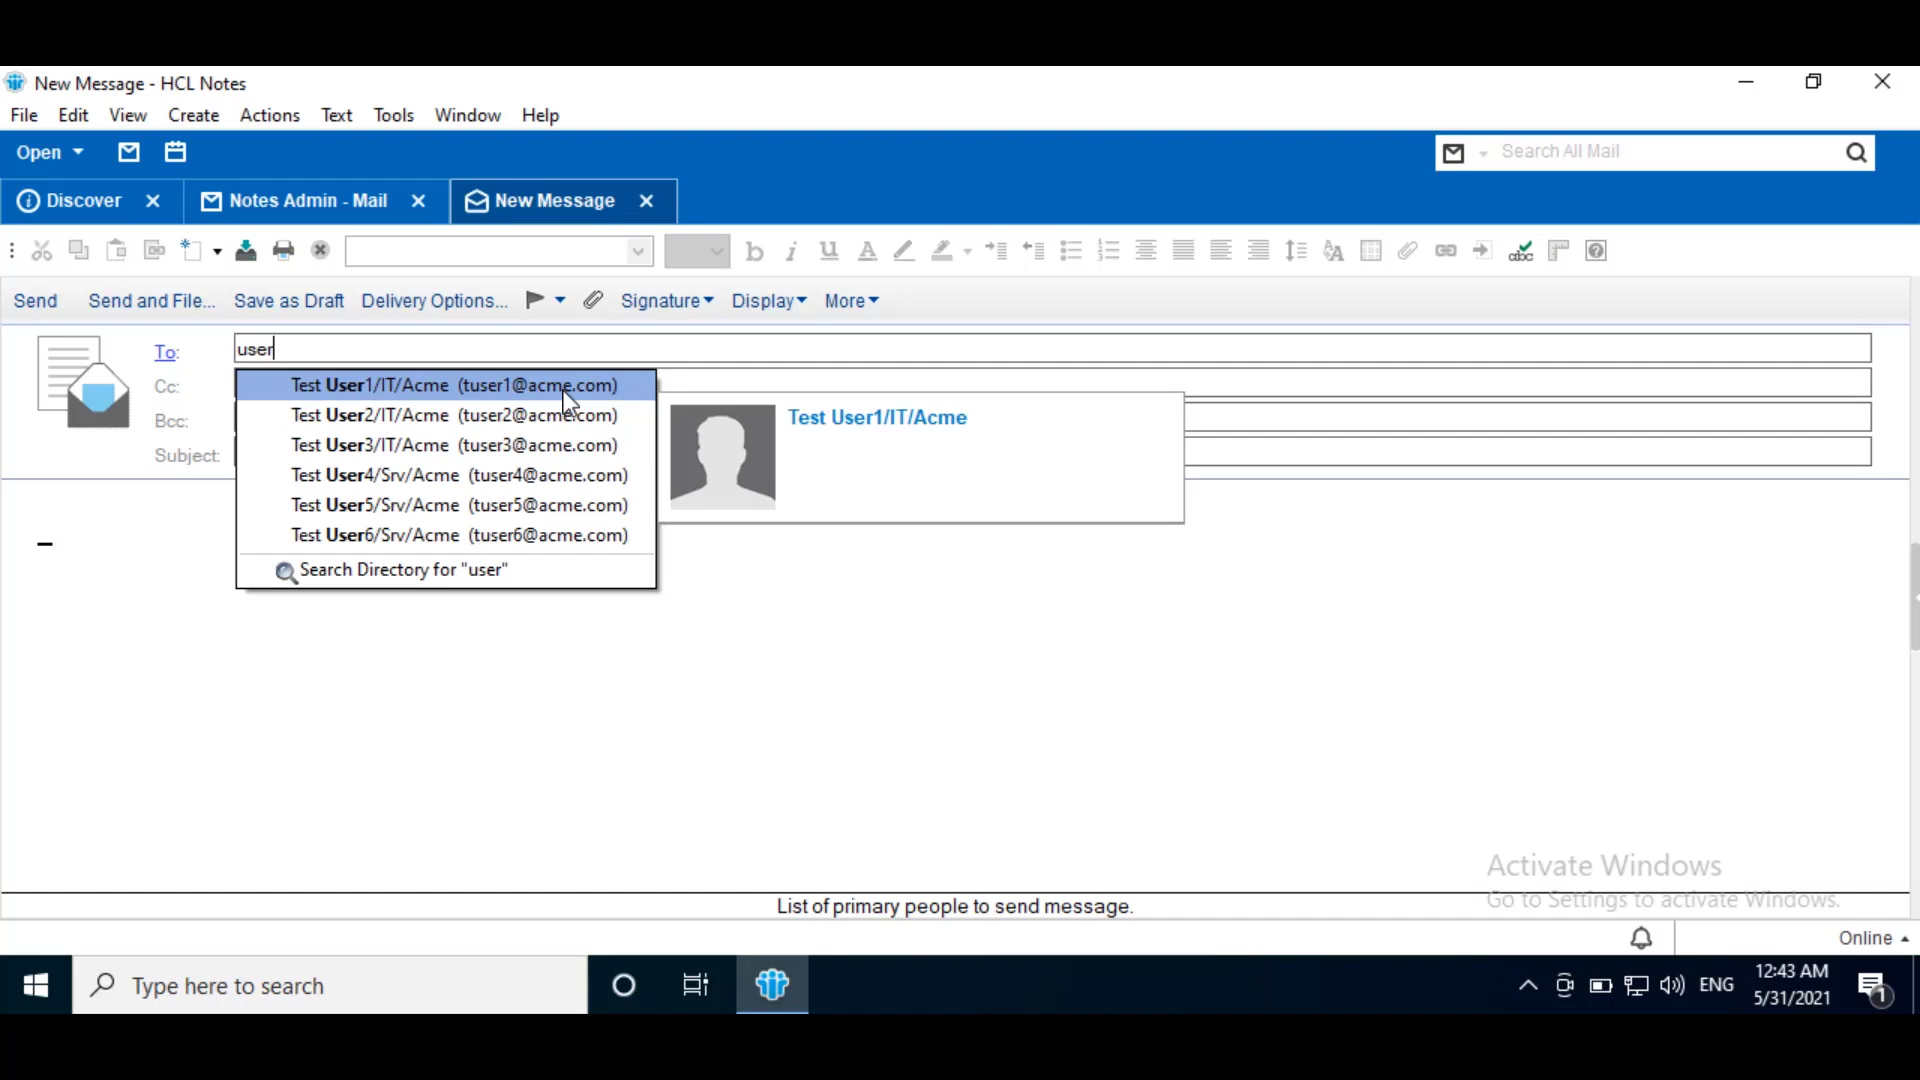 New Message - HCL Notes
File Edit View Create Actions Text Tools Window Help
Open Search All Mail
Discover Notes Admin - Mail New Message
b i U A abc
Send Send and File... Save as Draft Delivery Options... Signature Display More
To: user
Cc:
Bcc:
Subject:
Test User1/IT/Acme (tuser1@acme.com)
Test User2/IT/Acme (tuser2@acme.com)
Test User3/IT/Acme (tuser3@acme.com)
Test User4/Srv/Acme (tuser4@acme.com)
Test User5/Srv/Acme (tuser5@acme.com)
Test User6/Srv/Acme (tuser6@acme.com)
Search Directory for "user"
Test User1/IT/Acme
Activate Windows
Go to Settings to activate Windows.
List of primary people to send message.
Online
Type here to search
ENG
12:43 AM
5/31/2021
1